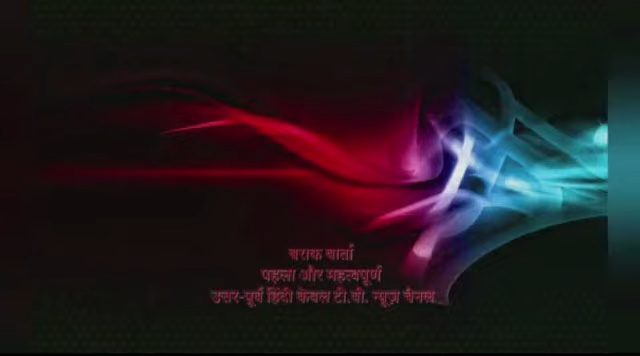 बराक वार्ता
पहला और महत्वपूर्ण
उत्तर-पूर्व हिंदी केबल टी.वी. न्यूज़ चैनल